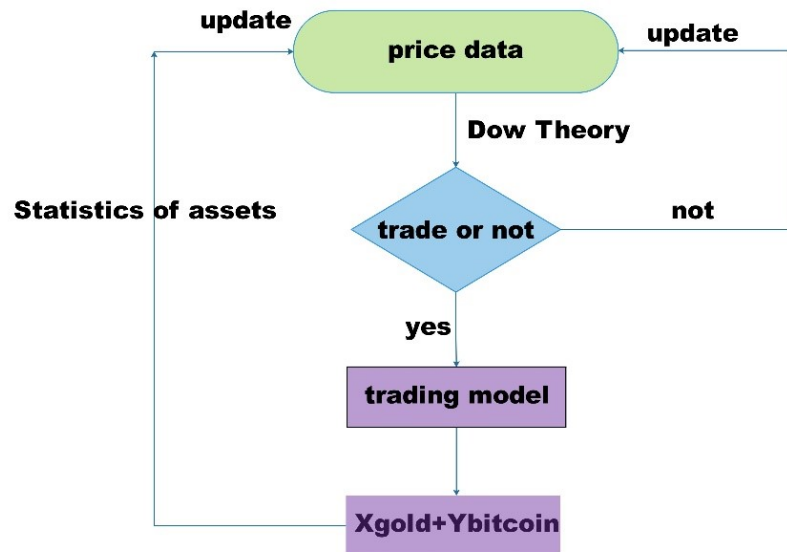 update
price data
update
Dow Theory
Statistics of assets
trade or not
not
yes
trading model
Xgold+Ybitcoin